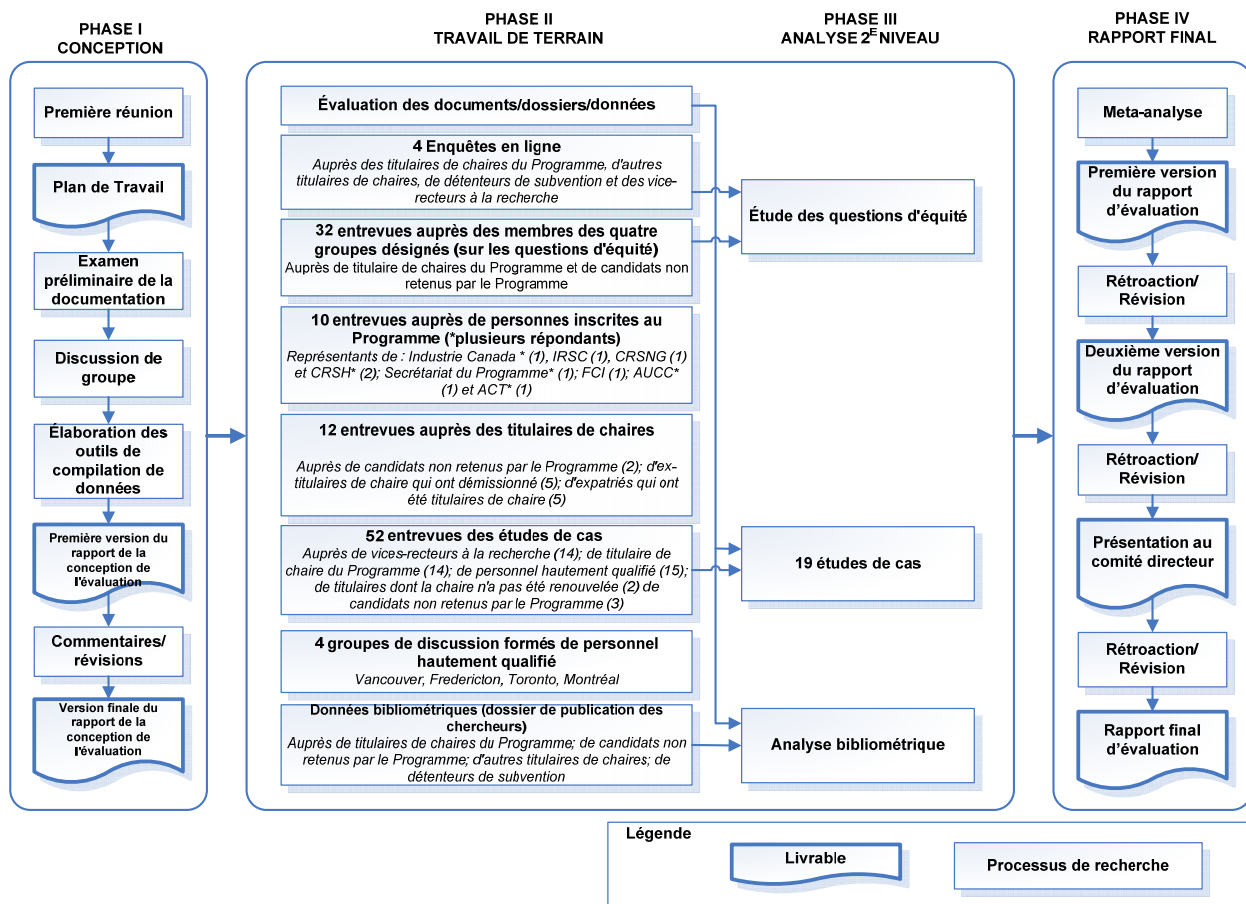 PHASE I
CONCEPTION
Première réunion
Plan de Travail
Examen
préliminaire de la
documentation
Discussion de
groupe
Élaboration des
outils de
compilation de
données
Première version du
rapport de la
conception de
l'évaluation
Commentaires/
révisions
Version finale du
rapport de la
conception de
l'évaluation
PHASE II
TRAVAIL DE TERRAIN
Évaluation des documents/dossiers/données
4 Enquêtes en ligne
Auprès des titulaires de chaires du Programme, d'autres
titulaires de chaires, de détenteurs de subvention et des vice-
recteurs à la recherche
32 entrevues auprès des membres des quatre
groupes désignés (sur les questions d'équité)
Auprès de titulaire de chaires du Programme et de candidats non
retenus par le Programme
10 entrevues auprès de personnes inscrites au
Programme (*plusieurs répondants)
Représentants de : Industrie Canada * (1), IRSC (1), CRSNG (1)
et CRSH* (2); Secrétariat du Programme* (1); FCI (1); AUCC*
(1) et ACT* (1)
12 entrevues auprès des titulaires de chaires
Auprès de candidats non retenus par le Programme (2); d'ex-
titulaires de chaire qui ont démissionné (5); d'expatriés qui ont
été titulaires de chaire (5)
52 entrevues des études de cas
Auprès de vices-recteurs à la recherche (14); de titulaire de
chaire du Programme (14); de personnel hautement qualifié (15);
de titulaires dont la chaire n'a pas été renouvelée (2) de
candidats non retenus par le Programme (3)
4 groupes de discussion formés de personnel
hautement qualifié
Vancouver, Fredericton, Toronto, Montréal
Données bibliométriques (dossier de publication des
chercheurs)
Auprès de titulaires de chaires du Programme; de candidats non
retenus par le Programme; d'autres titulaires de chaires; de
détenteurs de subvention
PHASE III
ANALYSE 2E NIVEAU
Étude des questions d'équité
19 études de cas
Analyse bibliométrique
PHASE IV
RAPPORT FINAL
Meta-analyse
Première version
du rapport
d'évaluation
Rétroaction/
Révision
Deuxième version
du rapport
d'évaluation
Rétroaction/
Révision
Présentation au
comité directeur
Rétroaction/
Révision
Rapport final
d'évaluation
Légende
Livrable
Processus de recherche